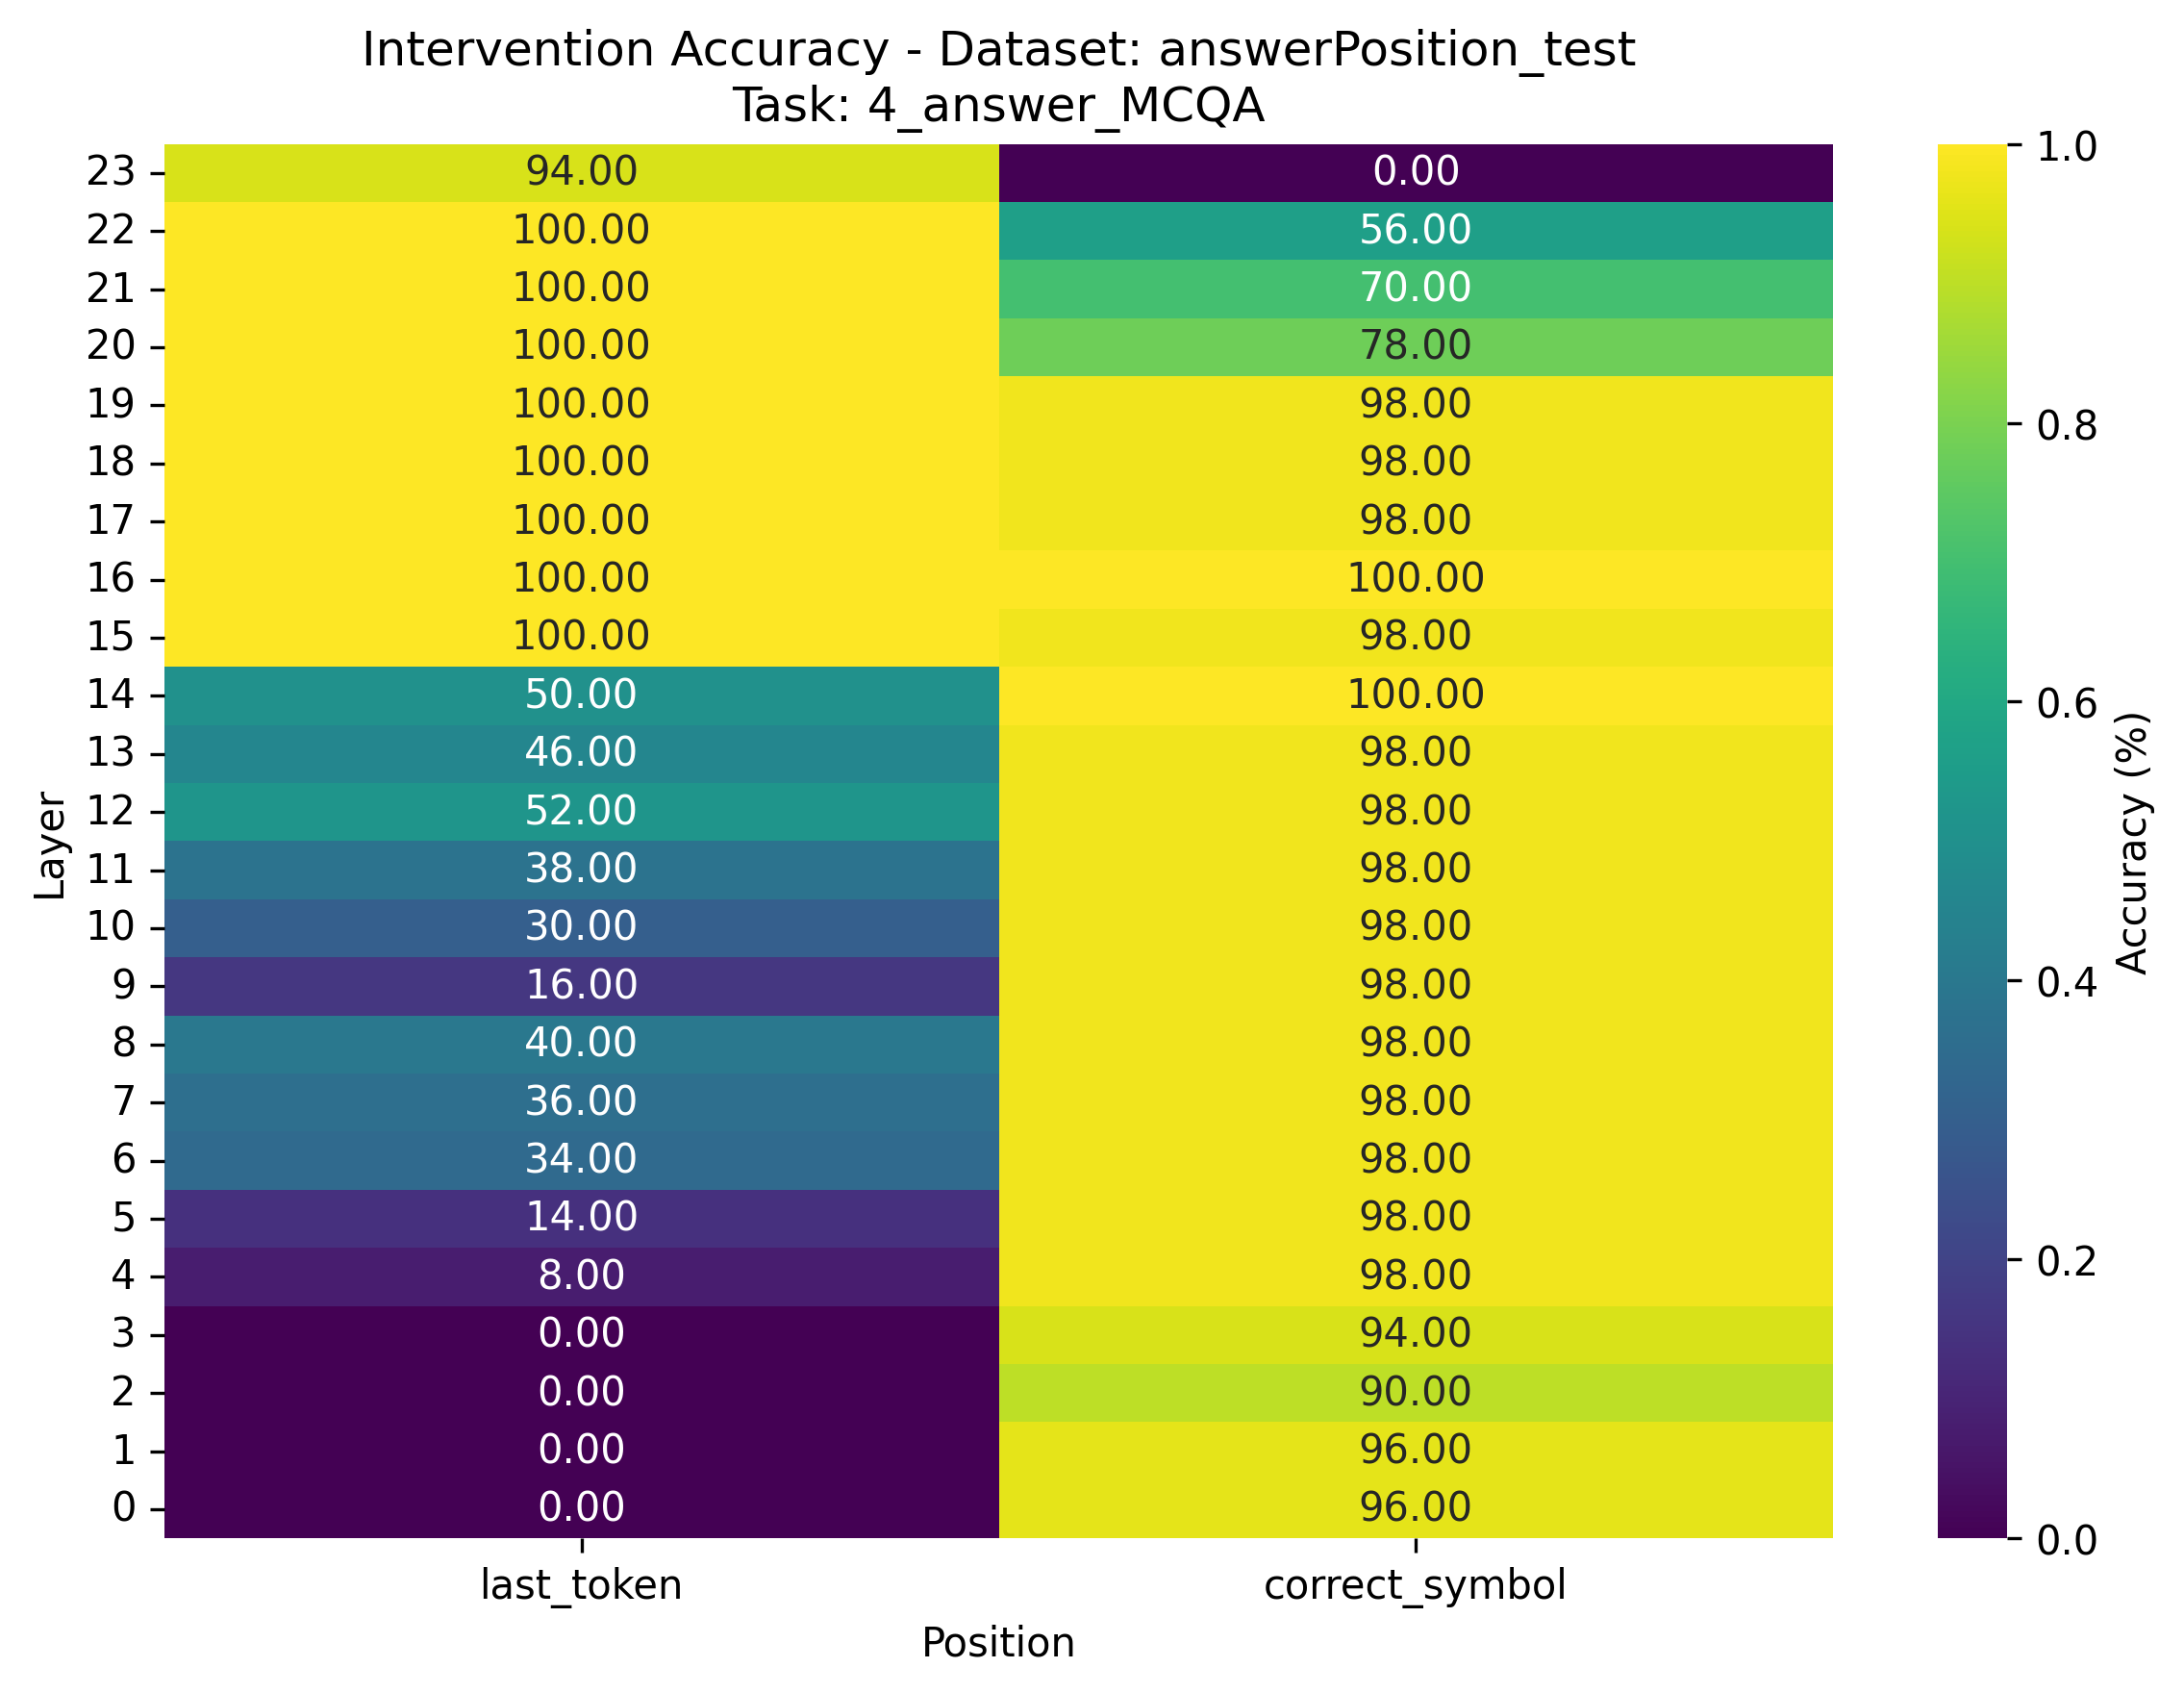 Intervention Accuracy - Dataset: answerPosition_test
Task: 4_answer_MCQA
23 94.00 0.00
22 100.00 56.00
21 100.00 70.00
20 100.00 78.00
19 100.00 98.00
18 100.00 98.00
17 100.00 98.00
16 100.00 100.00
15 100.00 98.00
14 50.00 100.00
13 46.00 98.00
12 52.00 98.00
11 38.00 98.00
10 30.00 98.00
9 16.00 98.00
8 40.00 98.00
7 36.00 98.00
6 34.00 98.00
5 14.00 98.00
4 8.00 98.00
3 0.00 94.00
2 0.00 90.00
1 0.00 96.00
0 0.00 96.00
last_token correct_symbol
Position
Layer
1.0
0.8
0.6
0.4
0.2
0.0
Accuracy (%)